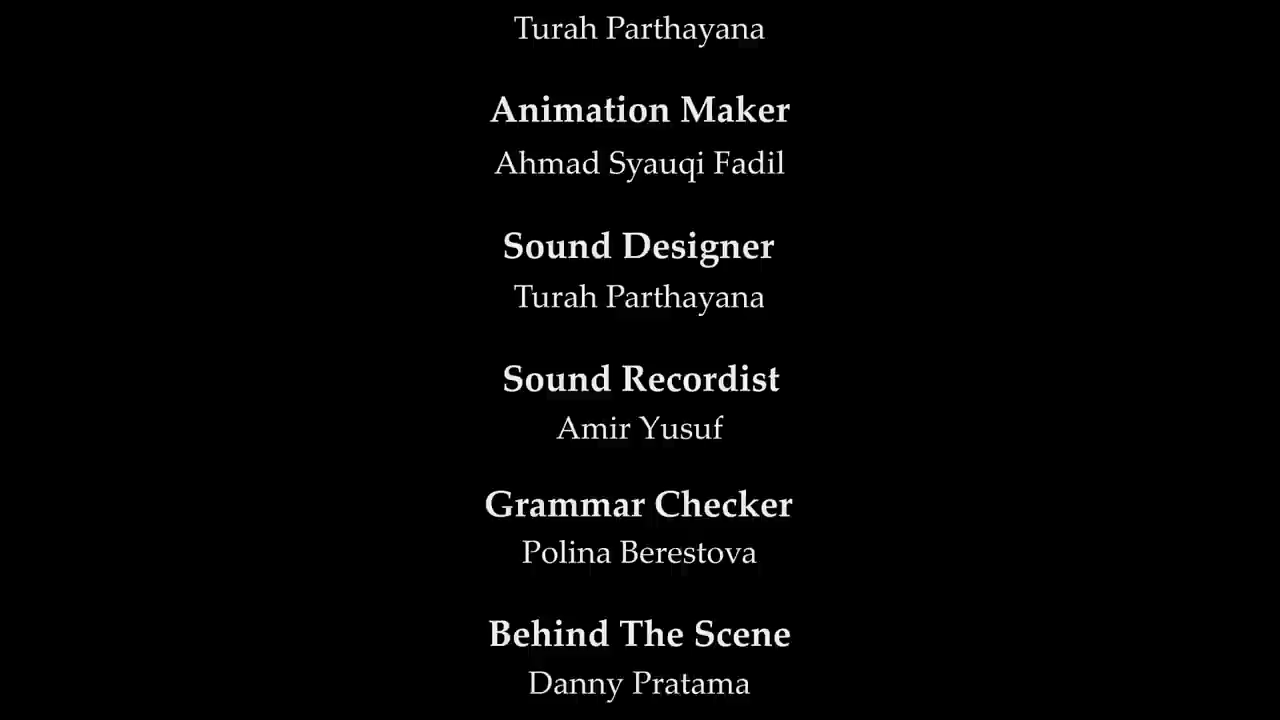 Turah Parthayana
Animation Maker
Ahmad Syauqi Fadil
Sound Designer
Turah Parthayana
Sound Recordist
Amir Yusuf
Grammar Checker
Polina Berestova
Behind The Scene
Danny Pratama